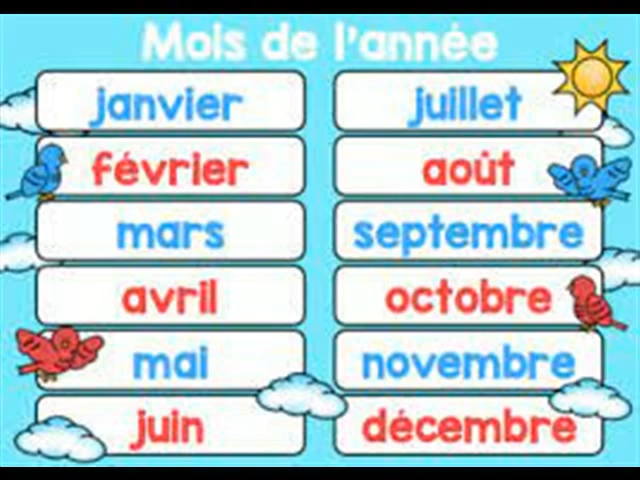 Mois de l'année
janvier
février
mars
avril
mai
juin
juillet
août
septembre
octobre
novembre
décembre